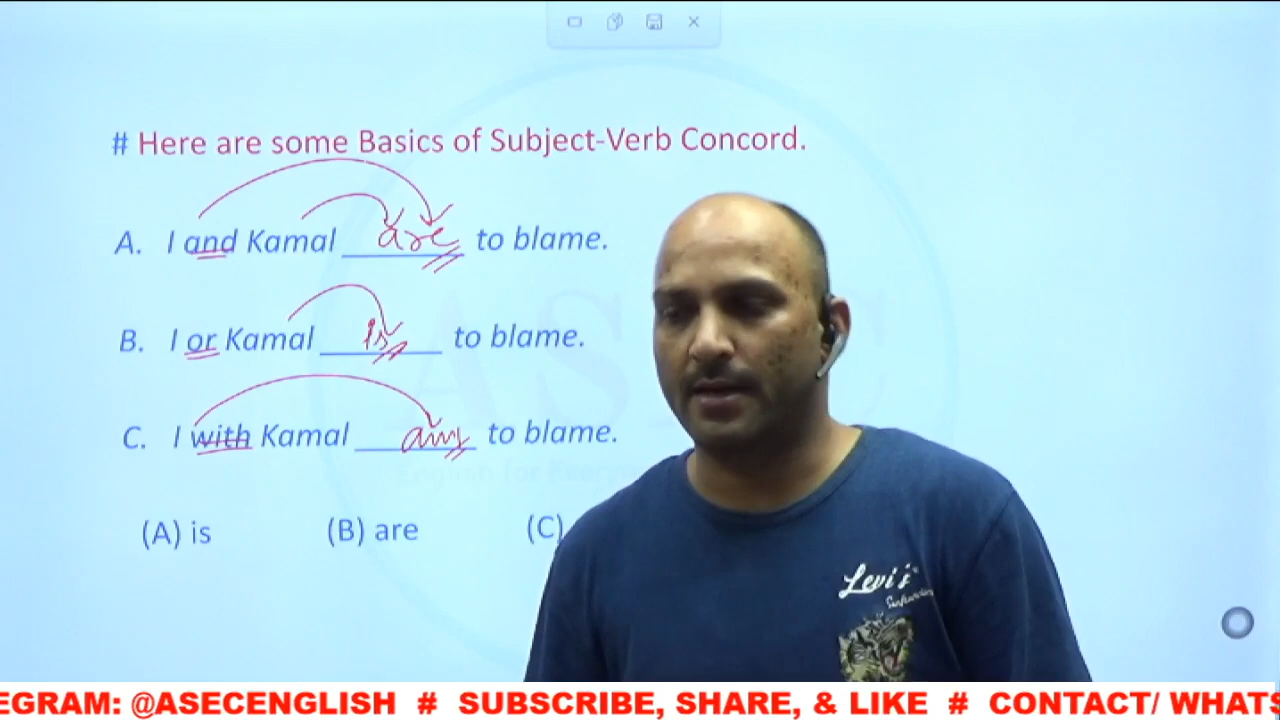 # Here are some Basics of Subject-Verb Concord.
A. I and Kamal are to blame.
B. I or Kamal is to blame.
C. I with Kamal am to blame.
(A) is (B) are (C)
Levi's
EGRAM: @ASECENGLISH # SUBSCRIBE, SHARE, & LIKE # CONTACT/ WHATS